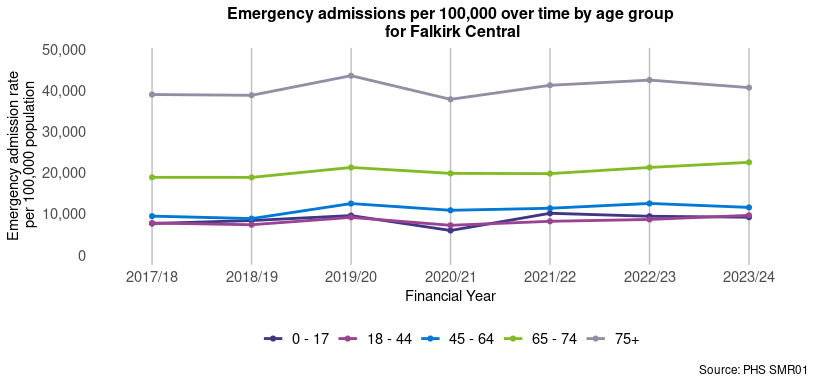 Emergency admissions per 100,000 over time by age group
for Falkirk Central
Emergency admission rate
per 100,000 population
50,000
40,000
30,000
20,000
10,000
0
2017/18 2018/19 2019/20 2020/21 2021/22 2022/23 2023/24
Financial Year
0 - 17 18 - 44 45 - 64 65 - 74 75+
Source: PHS SMR01